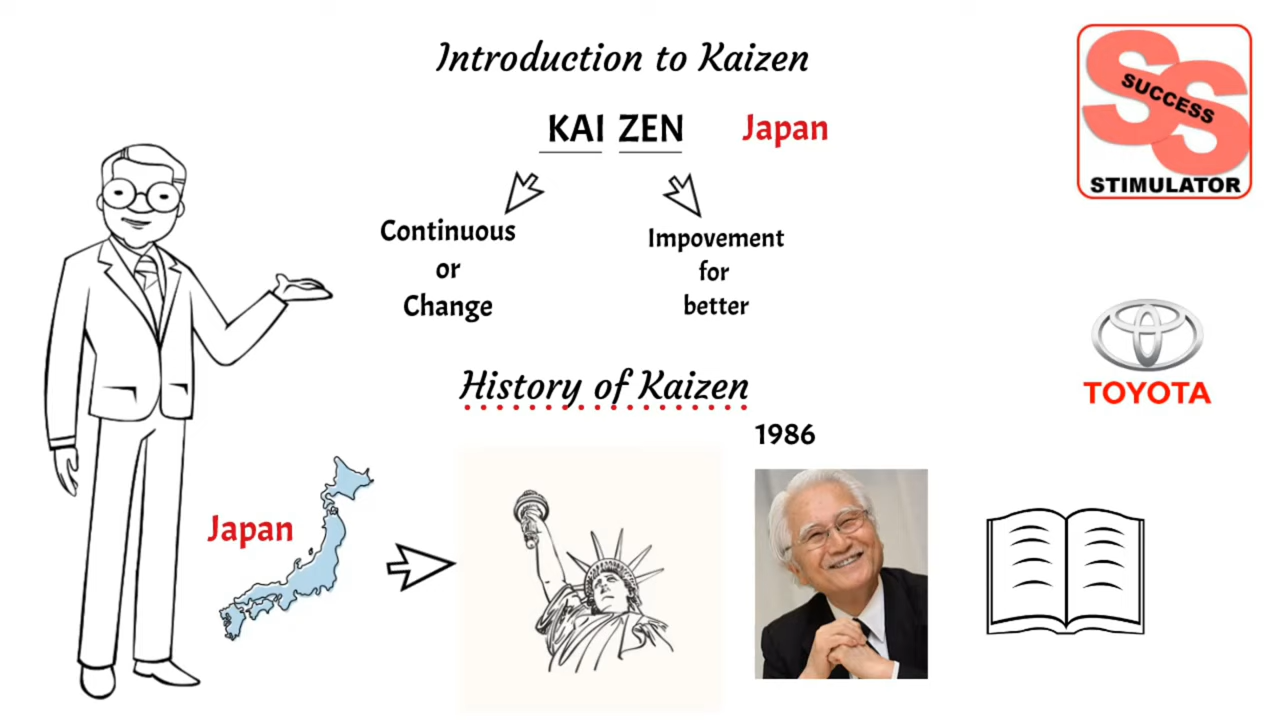 Introduction to Kaizen
KAI ZEN
Japan
SUCCESS
STIMULATOR
Continuous
or
Change
Impovement
for
better
TOYOTA
History of Kaizen
1986
Japan